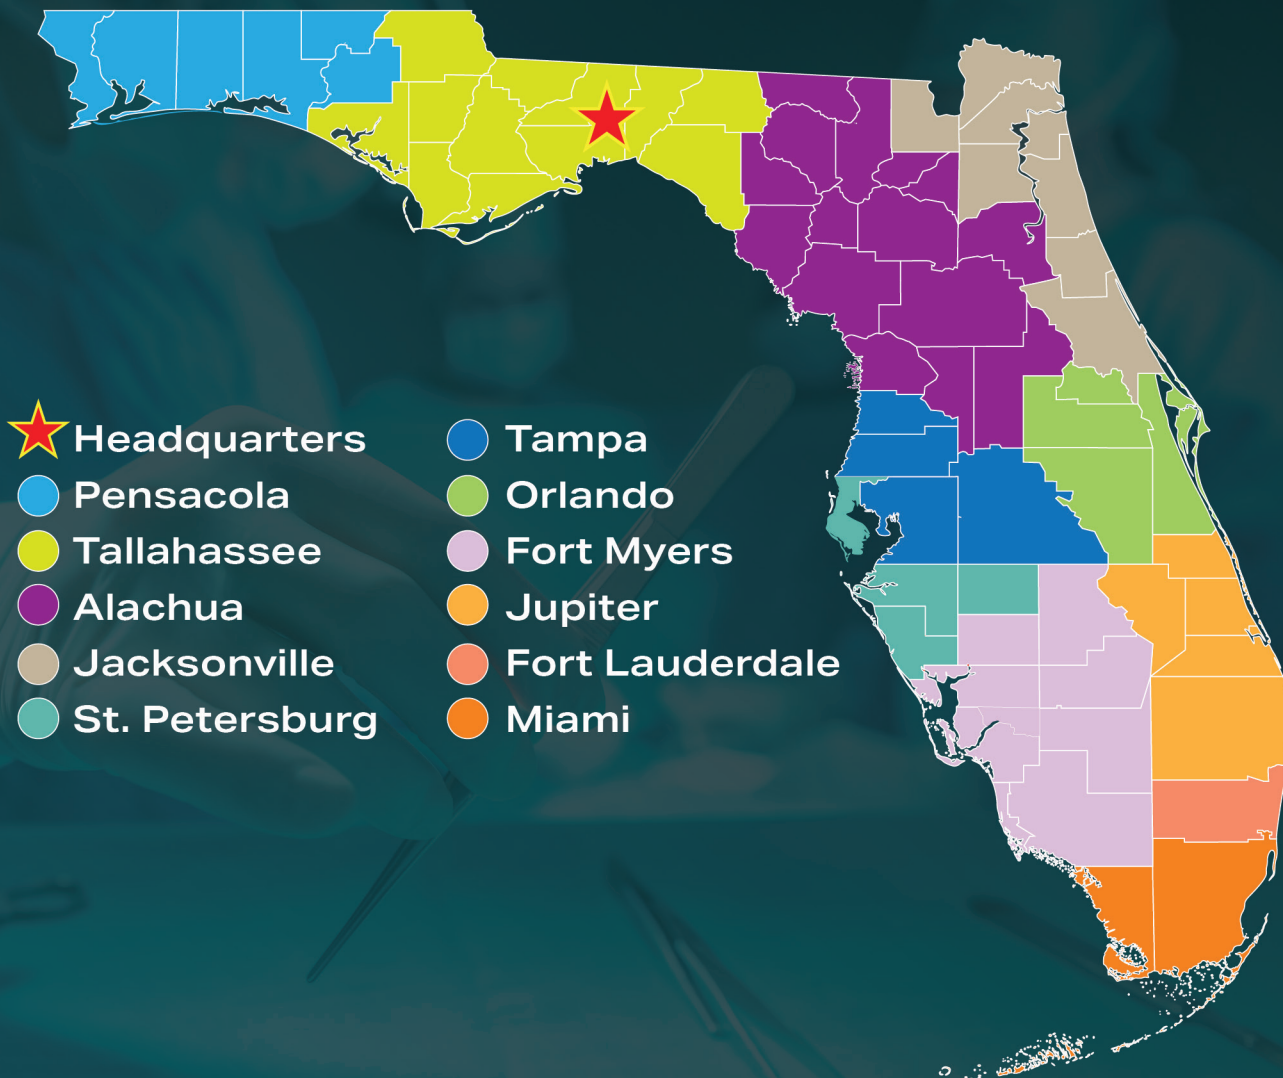 Headquarters
Pensacola
Tallahassee
Alachua
Jacksonville
St. Petersburg
Tampa
Orlando
Fort Myers
Jupiter
Fort Lauderdale
Miami